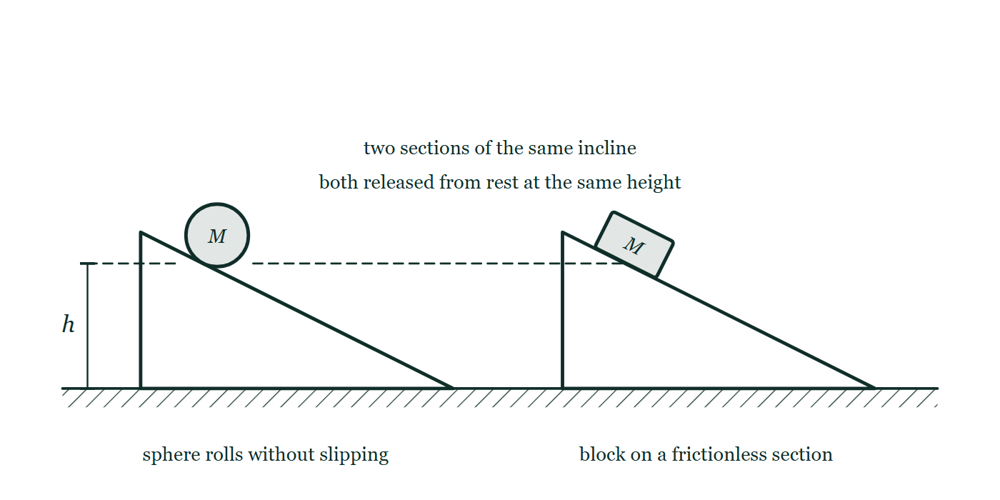 two sections of the same incline
both released from rest at the same height
M
M
h
sphere rolls without slipping
block on a frictionless section